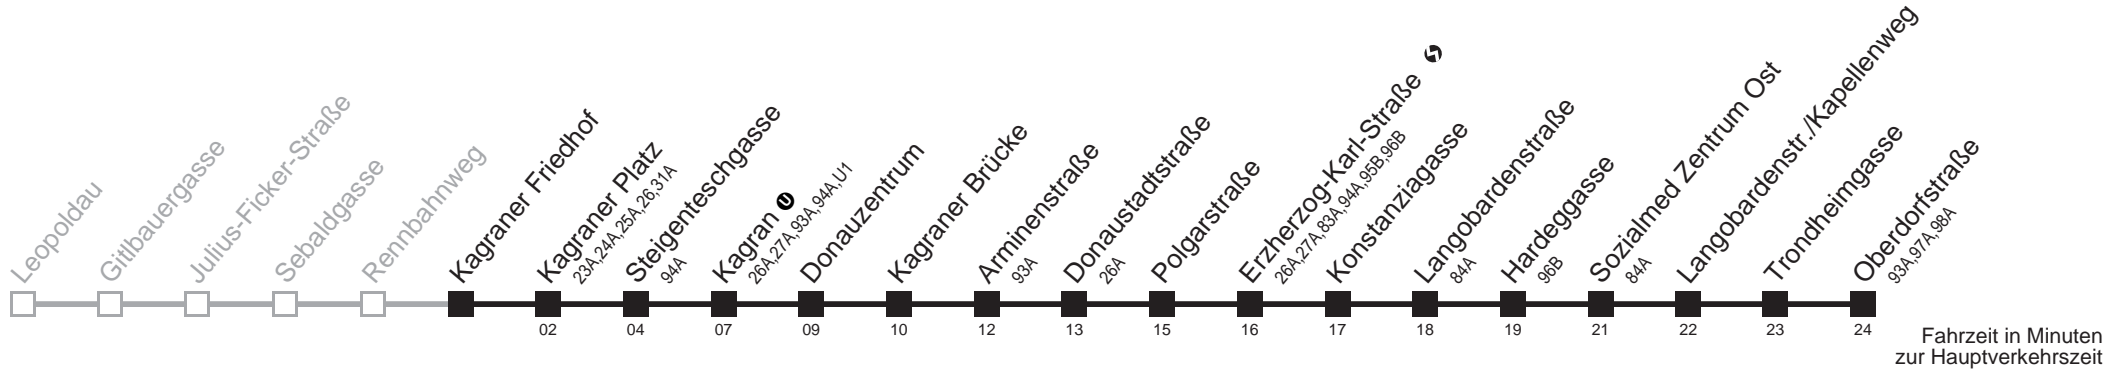 Leopoldau
Gitlbauergasse
Julius-Ficker-Straße
Sebaldgasse
Rennbahnweg
Kagraner Friedhof
Kagraner Platz
23A,24A,25A,26,31A
02
Steigenteschgasse
94A
04
Kagran U
26A,27A,93A,94A,U1
07
Donauzentrum
09
Kagraner Brücke
10
Arminenstraße
93A
12
Donaustadtstraße
26A
13
Polgarstraße
15
Erzherzog-Karl-Straße
26A,27A,83A,94A,95B,96B
16
Konstanziagasse
17
Langobardenstraße
84A
18
Hardeggasse
96B
19
Sozialmed Zentrum Ost
84A
21
Langobardenstr./Kapellenweg
22
Trondheimgasse
23
Oberdorfstraße
93A,97A,98A
24
Fahrzeit in Minuten
zur Hauptverkehrszeit